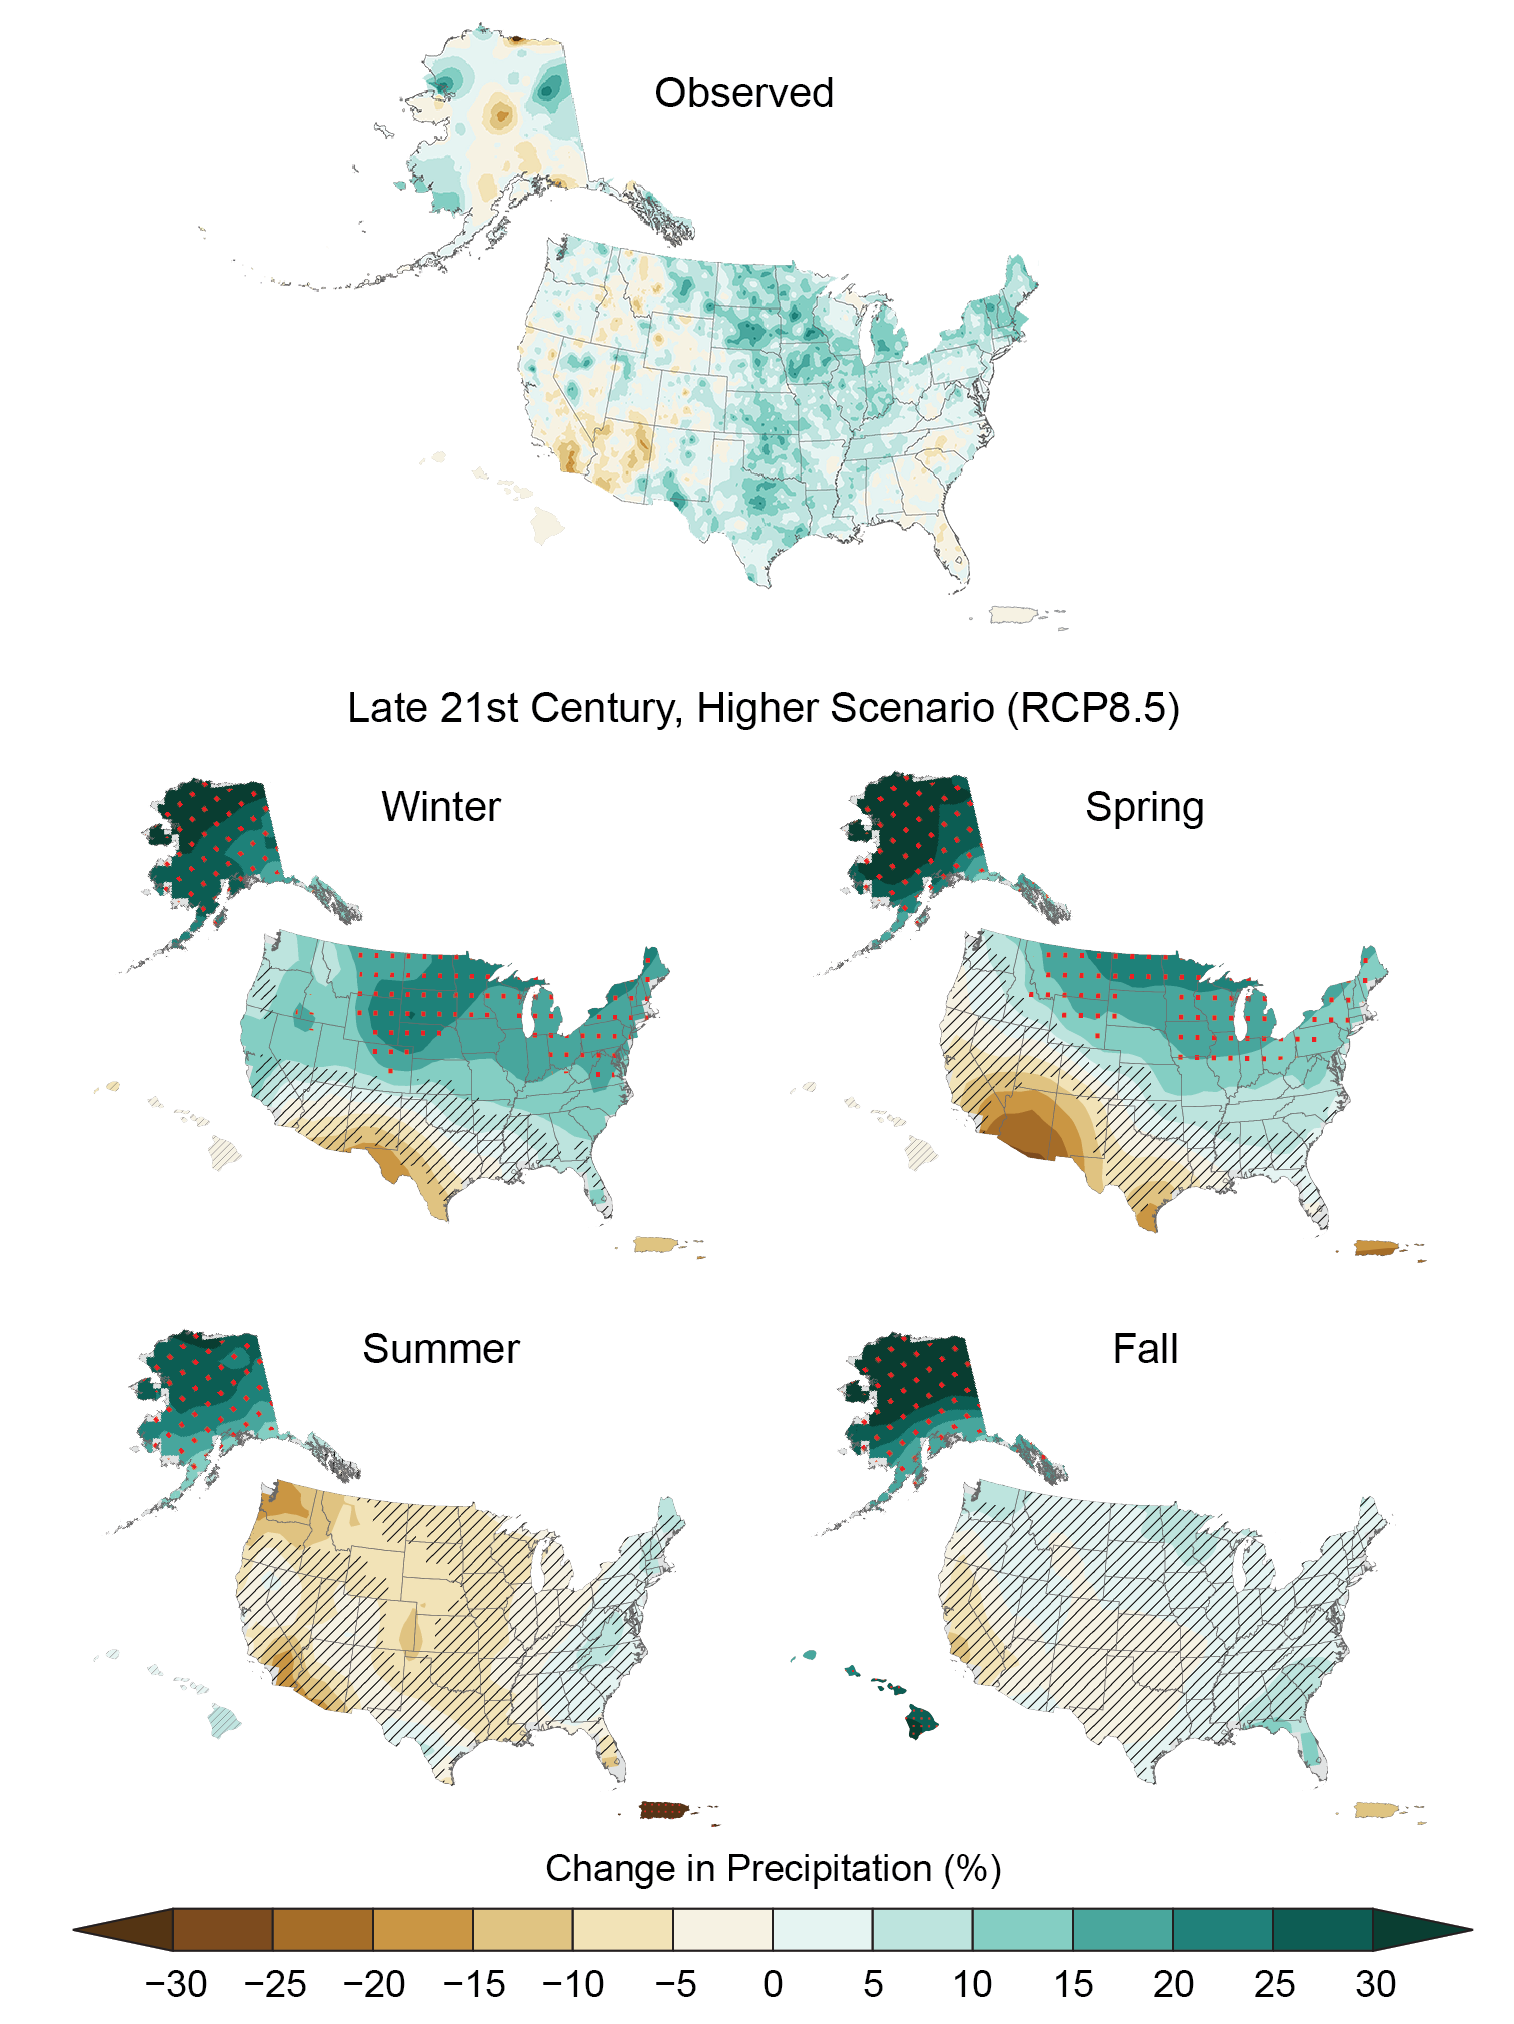 Observed
Late 21st Century, Higher Scenario (RCP8.5)
Winter
Spring
Summer
Fall
Change in Precipitation (%)
−30 −25 −20 −15 −10 −5 0 5 10 15 20 25 30